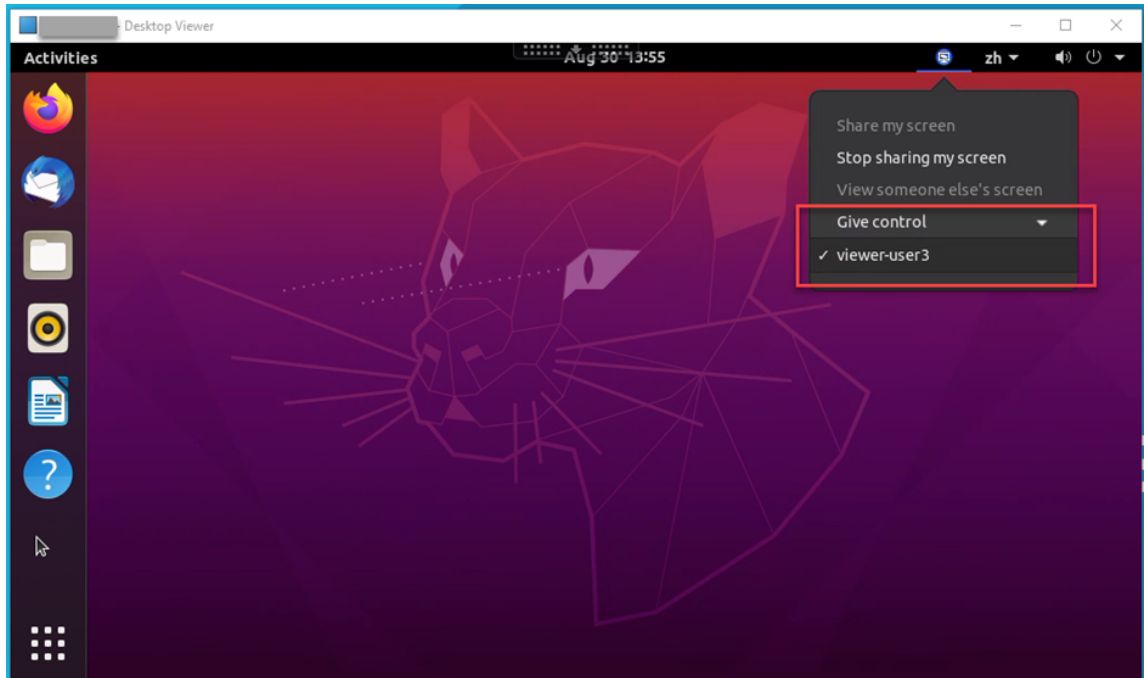 - Desktop Viewer
Activities
Aug 30 13:55
zh
Share my screen
Stop sharing my screen
View someone else's screen
Give control
✓ viewer-user3
?